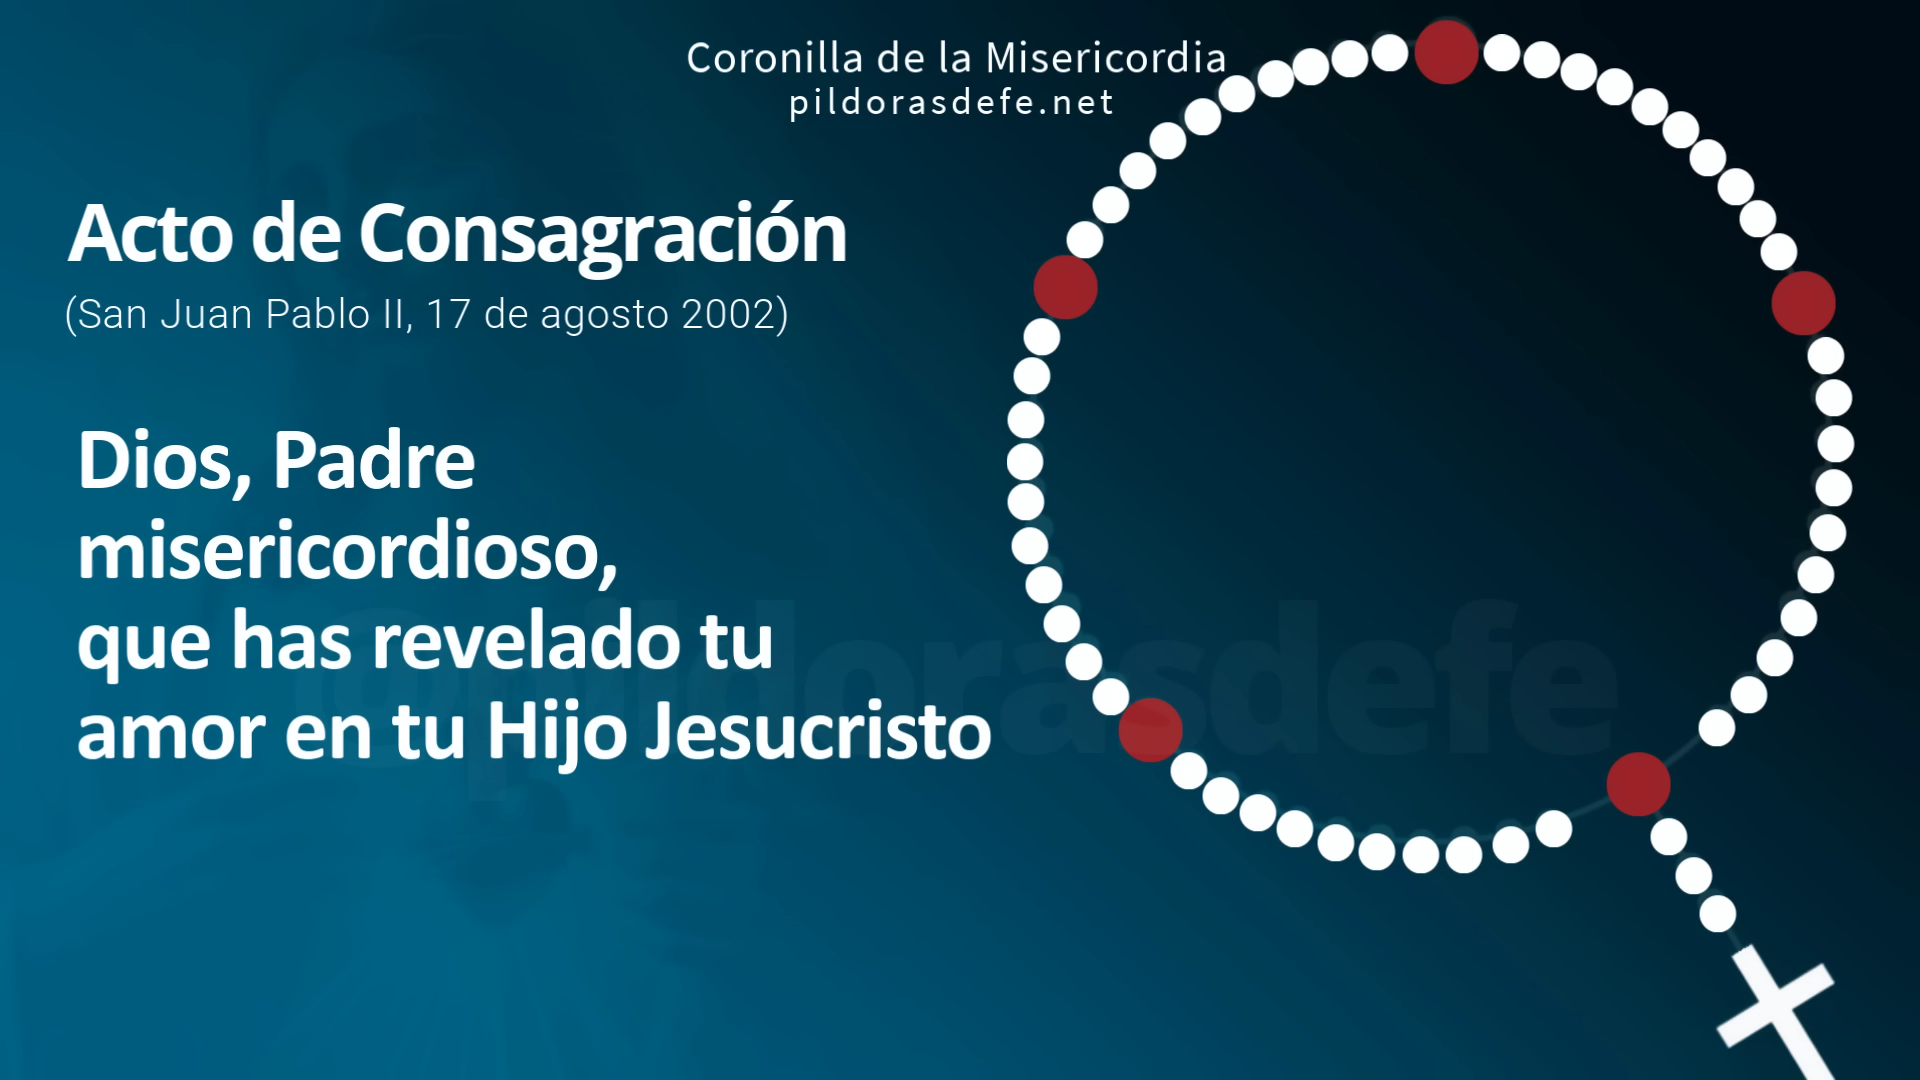 Coronilla de la Misericordia
pildorasdefe.net
Acto de Consagración
(San Juan Pablo II, 17 de agosto 2002)
Dios, Padre
misericordioso,
que has revelado tu
amor en tu Hijo Jesucristo
@pildorasdefe